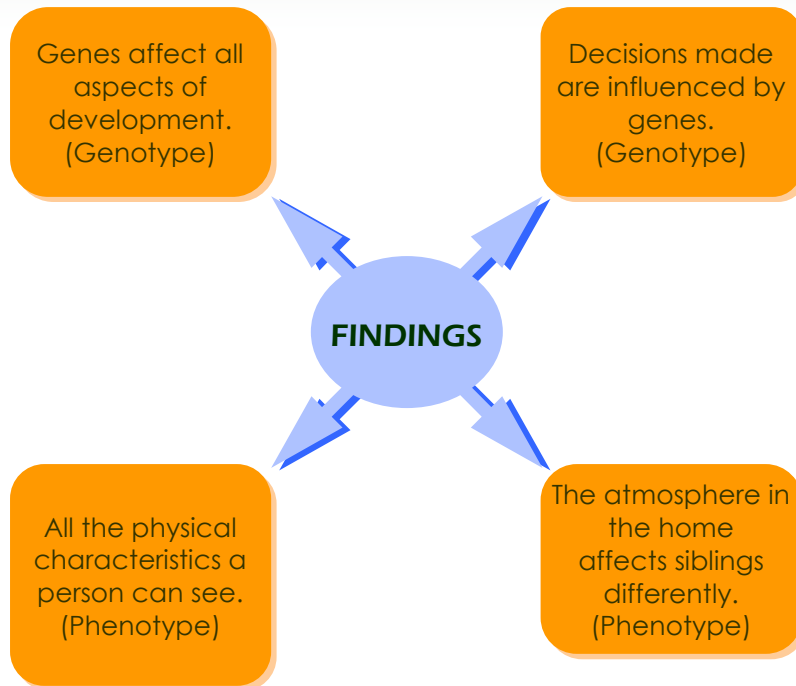 Genes affect all
aspects of
development.
(Genotype)
Decisions made
are influenced by
genes.
(Genotype)
FINDINGS
All the physical
characteristics a
person can see.
(Phenotype)
The atmosphere in
the home
affects siblings
differently.
(Phenotype)